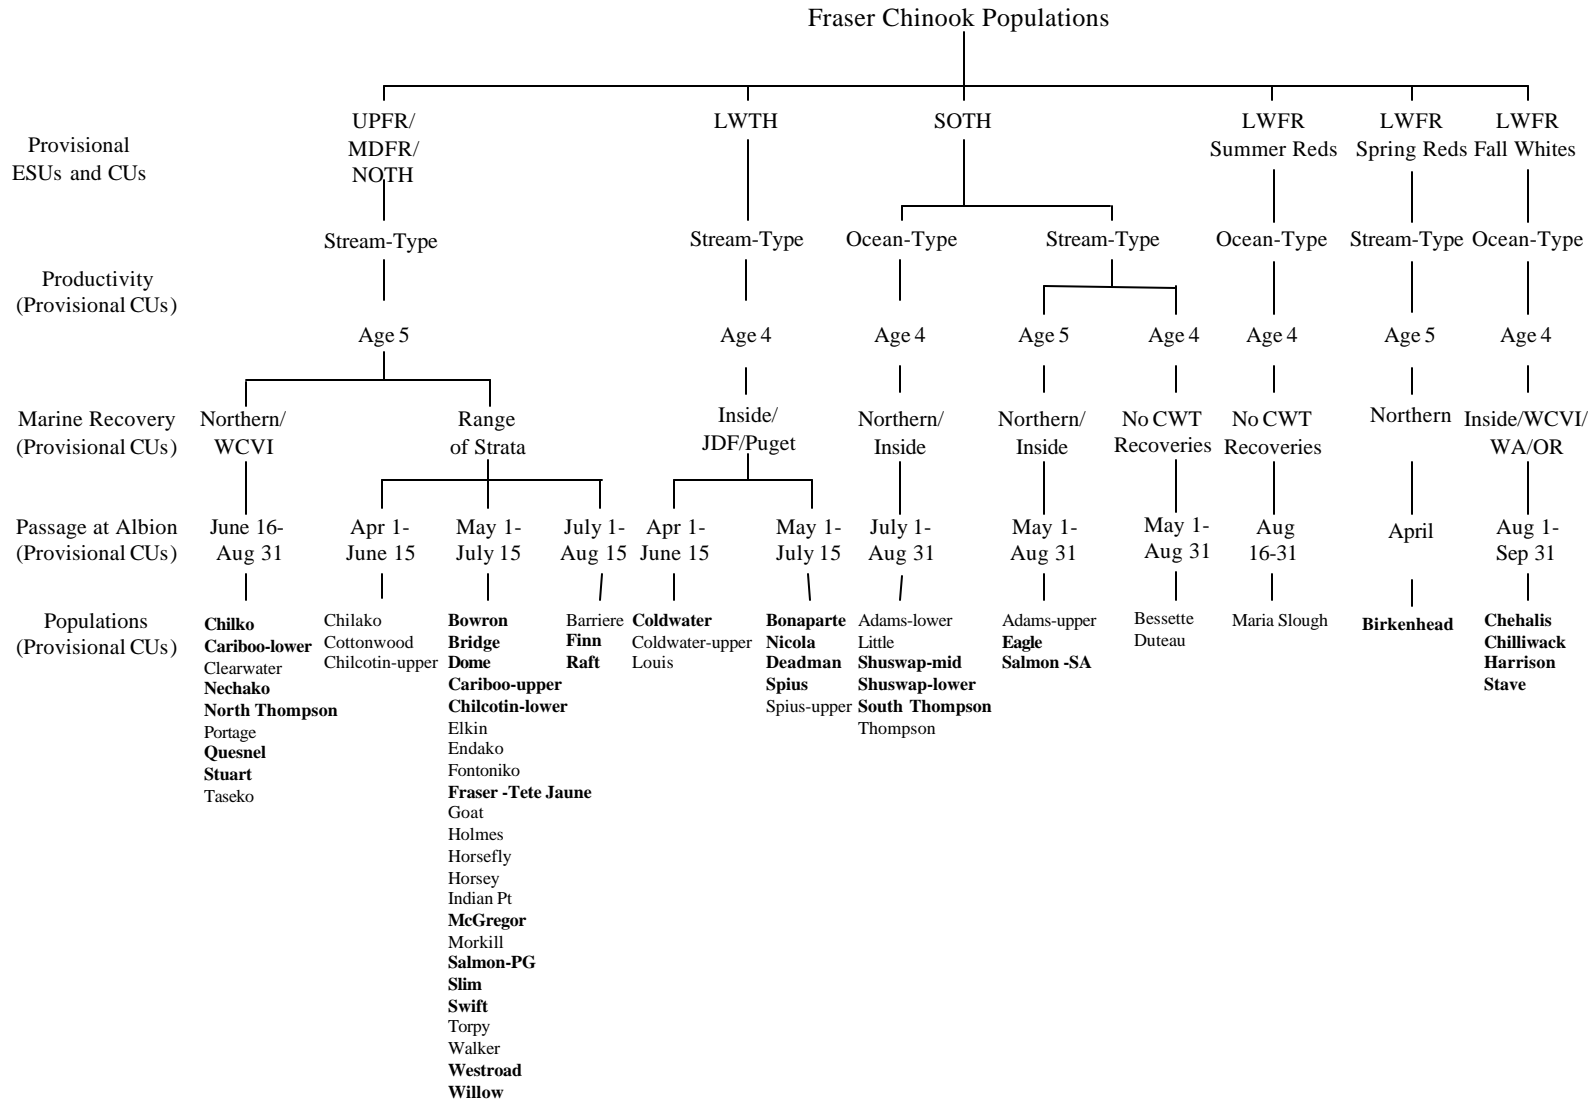 Fraser Chinook Populations
Provisional
ESUs and CUs
UPFR/
MDFR/
NOTH
LWTH
SOTH
LWFR
Summer Reds
LWFR
Spring Reds
LWFR
Fall Whites
Productivity
(Provisional CUs)
Stream-Type
Stream-Type
Ocean-Type
Stream-Type
Ocean-Type
Stream-Type
Ocean-Type
Age 5
Age 4
Age 4
Age 5
Age 4
Age 4
Age 5
Age 4
Marine Recovery
(Provisional CUs)
Northern/
WCVI
Range
of Strata
Inside/
JDF/Puget
Northern/
Inside
Northern/
Inside
No CWT
Recoveries
No CWT
Recoveries
Northern
Inside/WCVI/
WA/OR
Passage at Albion
(Provisional CUs)
June 16-
Aug 31
Apr 1-
June 15
May 1-
July 15
July 1-
Aug 15
Apr 1-
June 15
May 1-
July 15
July 1-
Aug 31
May 1-
Aug 31
May 1-
Aug 31
Aug
16-31
April
Aug 1-
Sep 31
Populations
(Provisional CUs)
Chilko
Cariboo-lower
Clearwater
Nechako
North Thompson
Portage
Quesnel
Stuart
Taseko
Chilako
Cottonwood
Chilcotin-upper
Bowron
Bridge
Dome
Cariboo-upper
Chilcotin-lower
Elkin
Endako
Fontoniko
Fraser -Tete Jaune
Goat
Holmes
Horsefly
Horsey
Indian Pt
McGregor
Morkill
Salmon-PG
Slim
Swift
Torpy
Walker
Westroad
Willow
Barriere
Finn
Raft
Coldwater
Coldwater-upper
Louis
Bonaparte
Nicola
Deadman
Spius
Spius-upper
Adams-lower
Little
Shuswap-mid
Shuswap-lower
South Thompson
Thompson
Adams-upper
Eagle
Salmon -SA
Bessette
Duteau
Maria Slough
Birkenhead
Chehalis
Chilliwack
Harrison
Stave